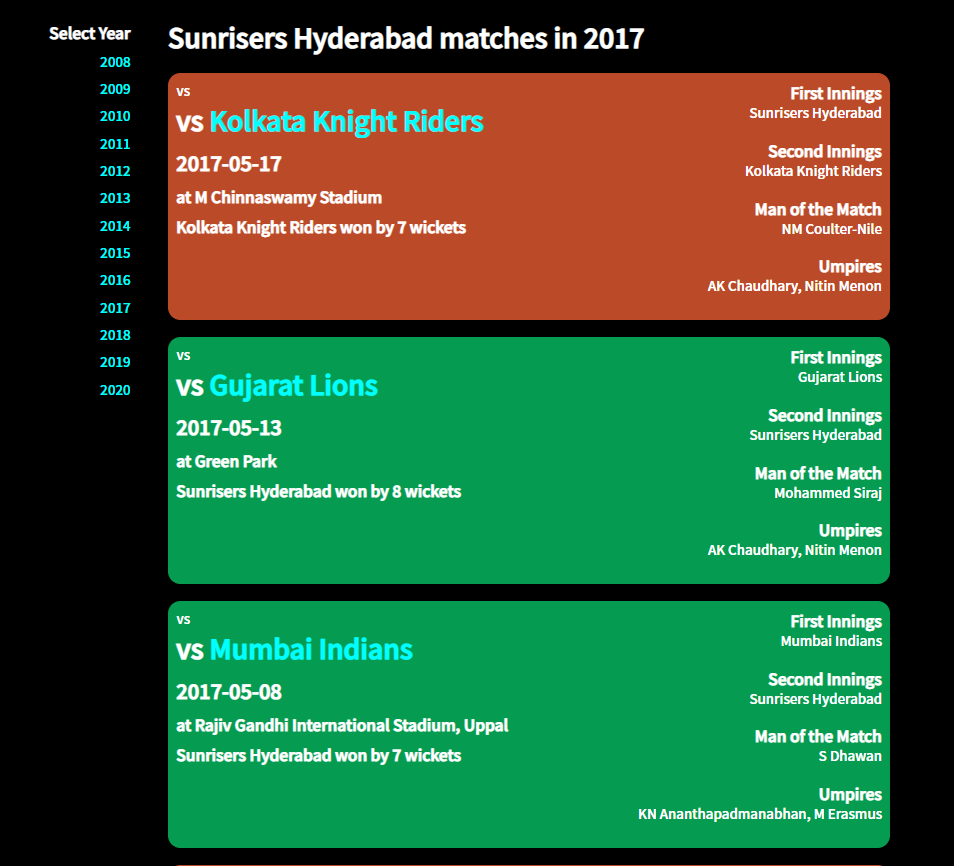 Select Year
2008
2009
2010
2011
2012
2013
2014
2015
2016
2017
2018
2019
2020
Sunrisers Hyderabad matches in 2017
vs
vs Kolkata Knight Riders
2017-05-17
at M Chinnaswamy Stadium
Kolkata Knight Riders won by 7 wickets
First Innings
Sunrisers Hyderabad
Second Innings
Kolkata Knight Riders
Man of the Match
NM Coulter-Nile
Umpires
AK Chaudhary, Nitin Menon
vs
vs Gujarat Lions
2017-05-13
at Green Park
Sunrisers Hyderabad won by 8 wickets
First Innings
Gujarat Lions
Second Innings
Sunrisers Hyderabad
Man of the Match
Mohammed Siraj
Umpires
AK Chaudhary, Nitin Menon
vs
vs Mumbai Indians
2017-05-08
at Rajiv Gandhi International Stadium, Uppal
Sunrisers Hyderabad won by 7 wickets
First Innings
Mumbai Indians
Second Innings
Sunrisers Hyderabad
Man of the Match
S Dhawan
Umpires
KN Ananthapadmanabhan, M Erasmus